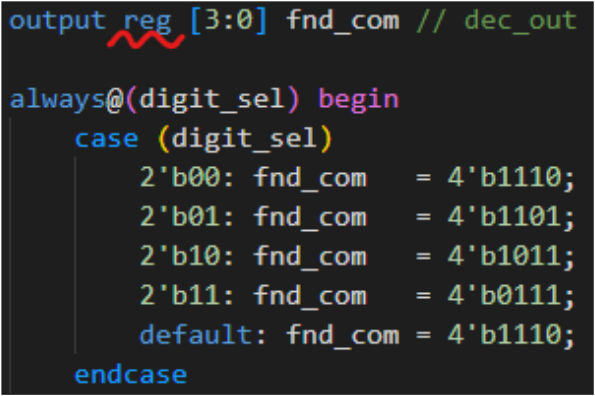 output reg [3:0] fnd_com // dec_out
always@(digit_sel) begin
case (digit_sel)
2'b00: fnd_com = 4'b1110;
2'b01: fnd_com = 4'b1101;
2'b10: fnd_com = 4'b1011;
2'b11: fnd_com = 4'b0111;
default: fnd_com = 4'b1110;
endcase